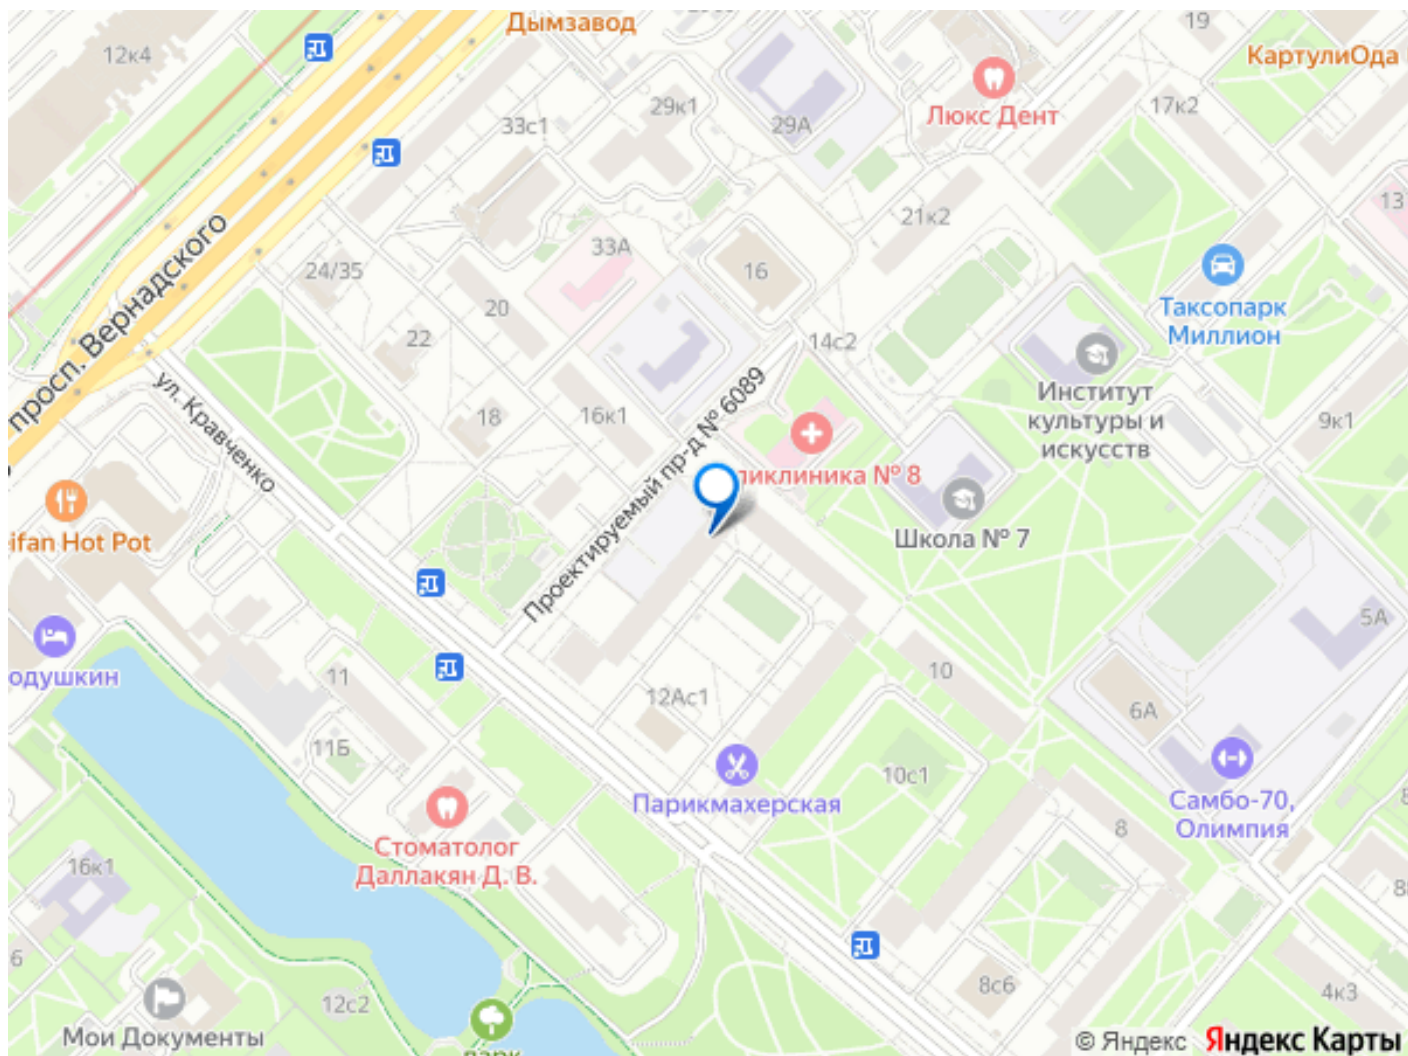 Дымзавод
19
12к4
КартулиОда
29к1
17к2
33с1
29А
Люкс Дент
13
21к2
33А
просп. Вернадского
24/35
16
20
Таксопарк
Миллион
22
14с2
ул. Кравченко
Проектируемый пр-д № 6089
Институт
культуры и
искусств
18
16к1
9к1
ликлиника № 8
Школа № 7
ifan Hot Pot
5А
одушкин
11
10
12Ас1
6А
11Б
10с1
Парикмахерская
Самбо-70,
Олимпия
8
Стоматолог
Даллакян Д. В.
16к1
6
8с6
4к3
12с2
Мои Документы
парк
© Яндекс Яндекс Карты